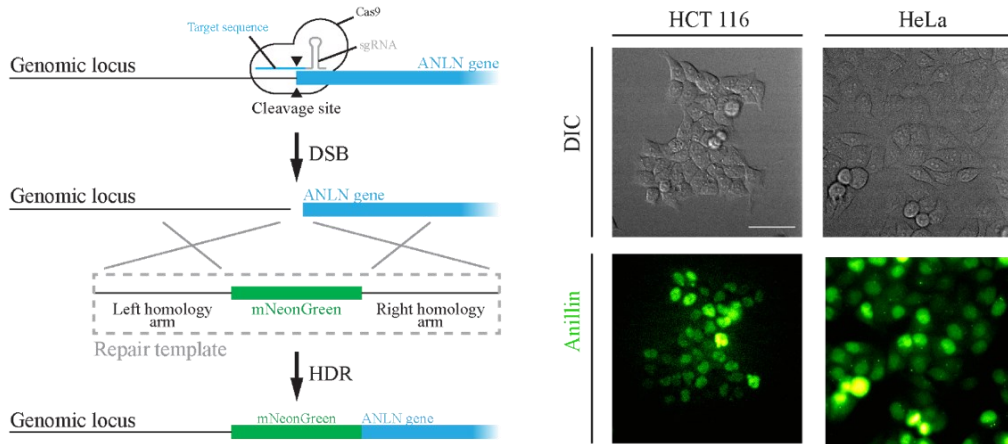 Cas9
Target sequence
sgRNA
Genomic locus
ANLN gene
Cleavage site
DSB
Genomic locus
ANLN gene
Left homology
arm
mNeonGreen
Right homology
arm
Repair template
HDR
Genomic locus
mNeonGreen
ANLN gene
HCT 116
HeLa
DIC
Anillin